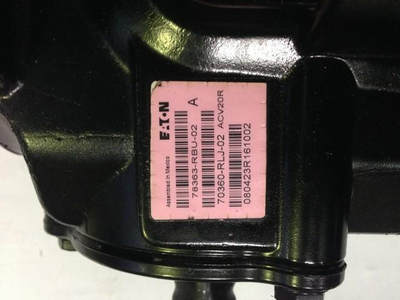 EATON
A
Assembled in Mexico
78363-RBU-02
70360-RLJ-02 ACV20R
080423R161002